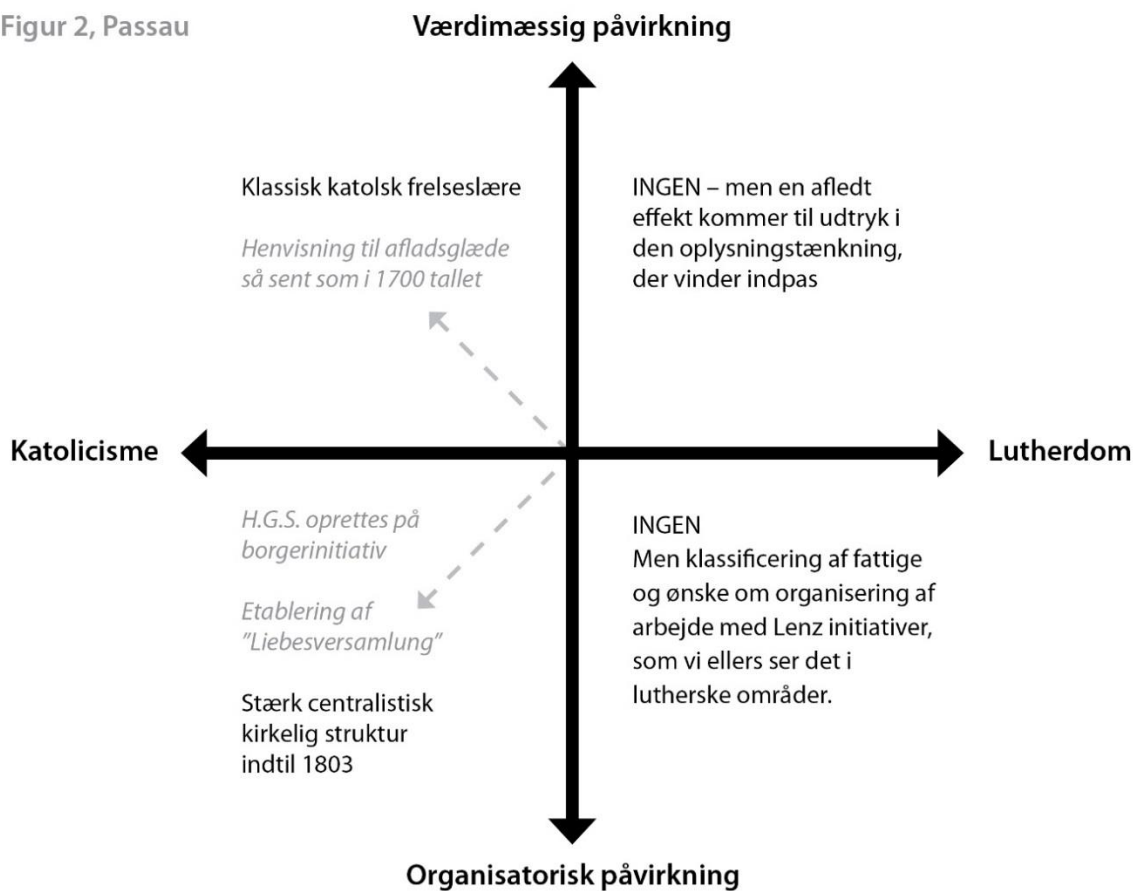 Figur 2, Passau
Værdimæssig påvirkning
Klassisk katolsk frelseslære
Henvisning til afladsglæde
så sent som i 1700 tallet
INGEN – men en afledt
effekt kommer til udtryk i
den oplysningstænkning,
der vinder indpas
Katolicisme
Lutherdom
H.G.S. oprettes på
borgerinitiativ
Etablering af
"Liebesversamlung"
Stærk centralistisk
kirkelig struktur
indtil 1803
INGEN
Men klassificering af fattige
og ønske om organisering af
arbejde med Lenz initiativer,
som vi ellers ser det i
lutherske områder.
Organisatorisk påvirkning